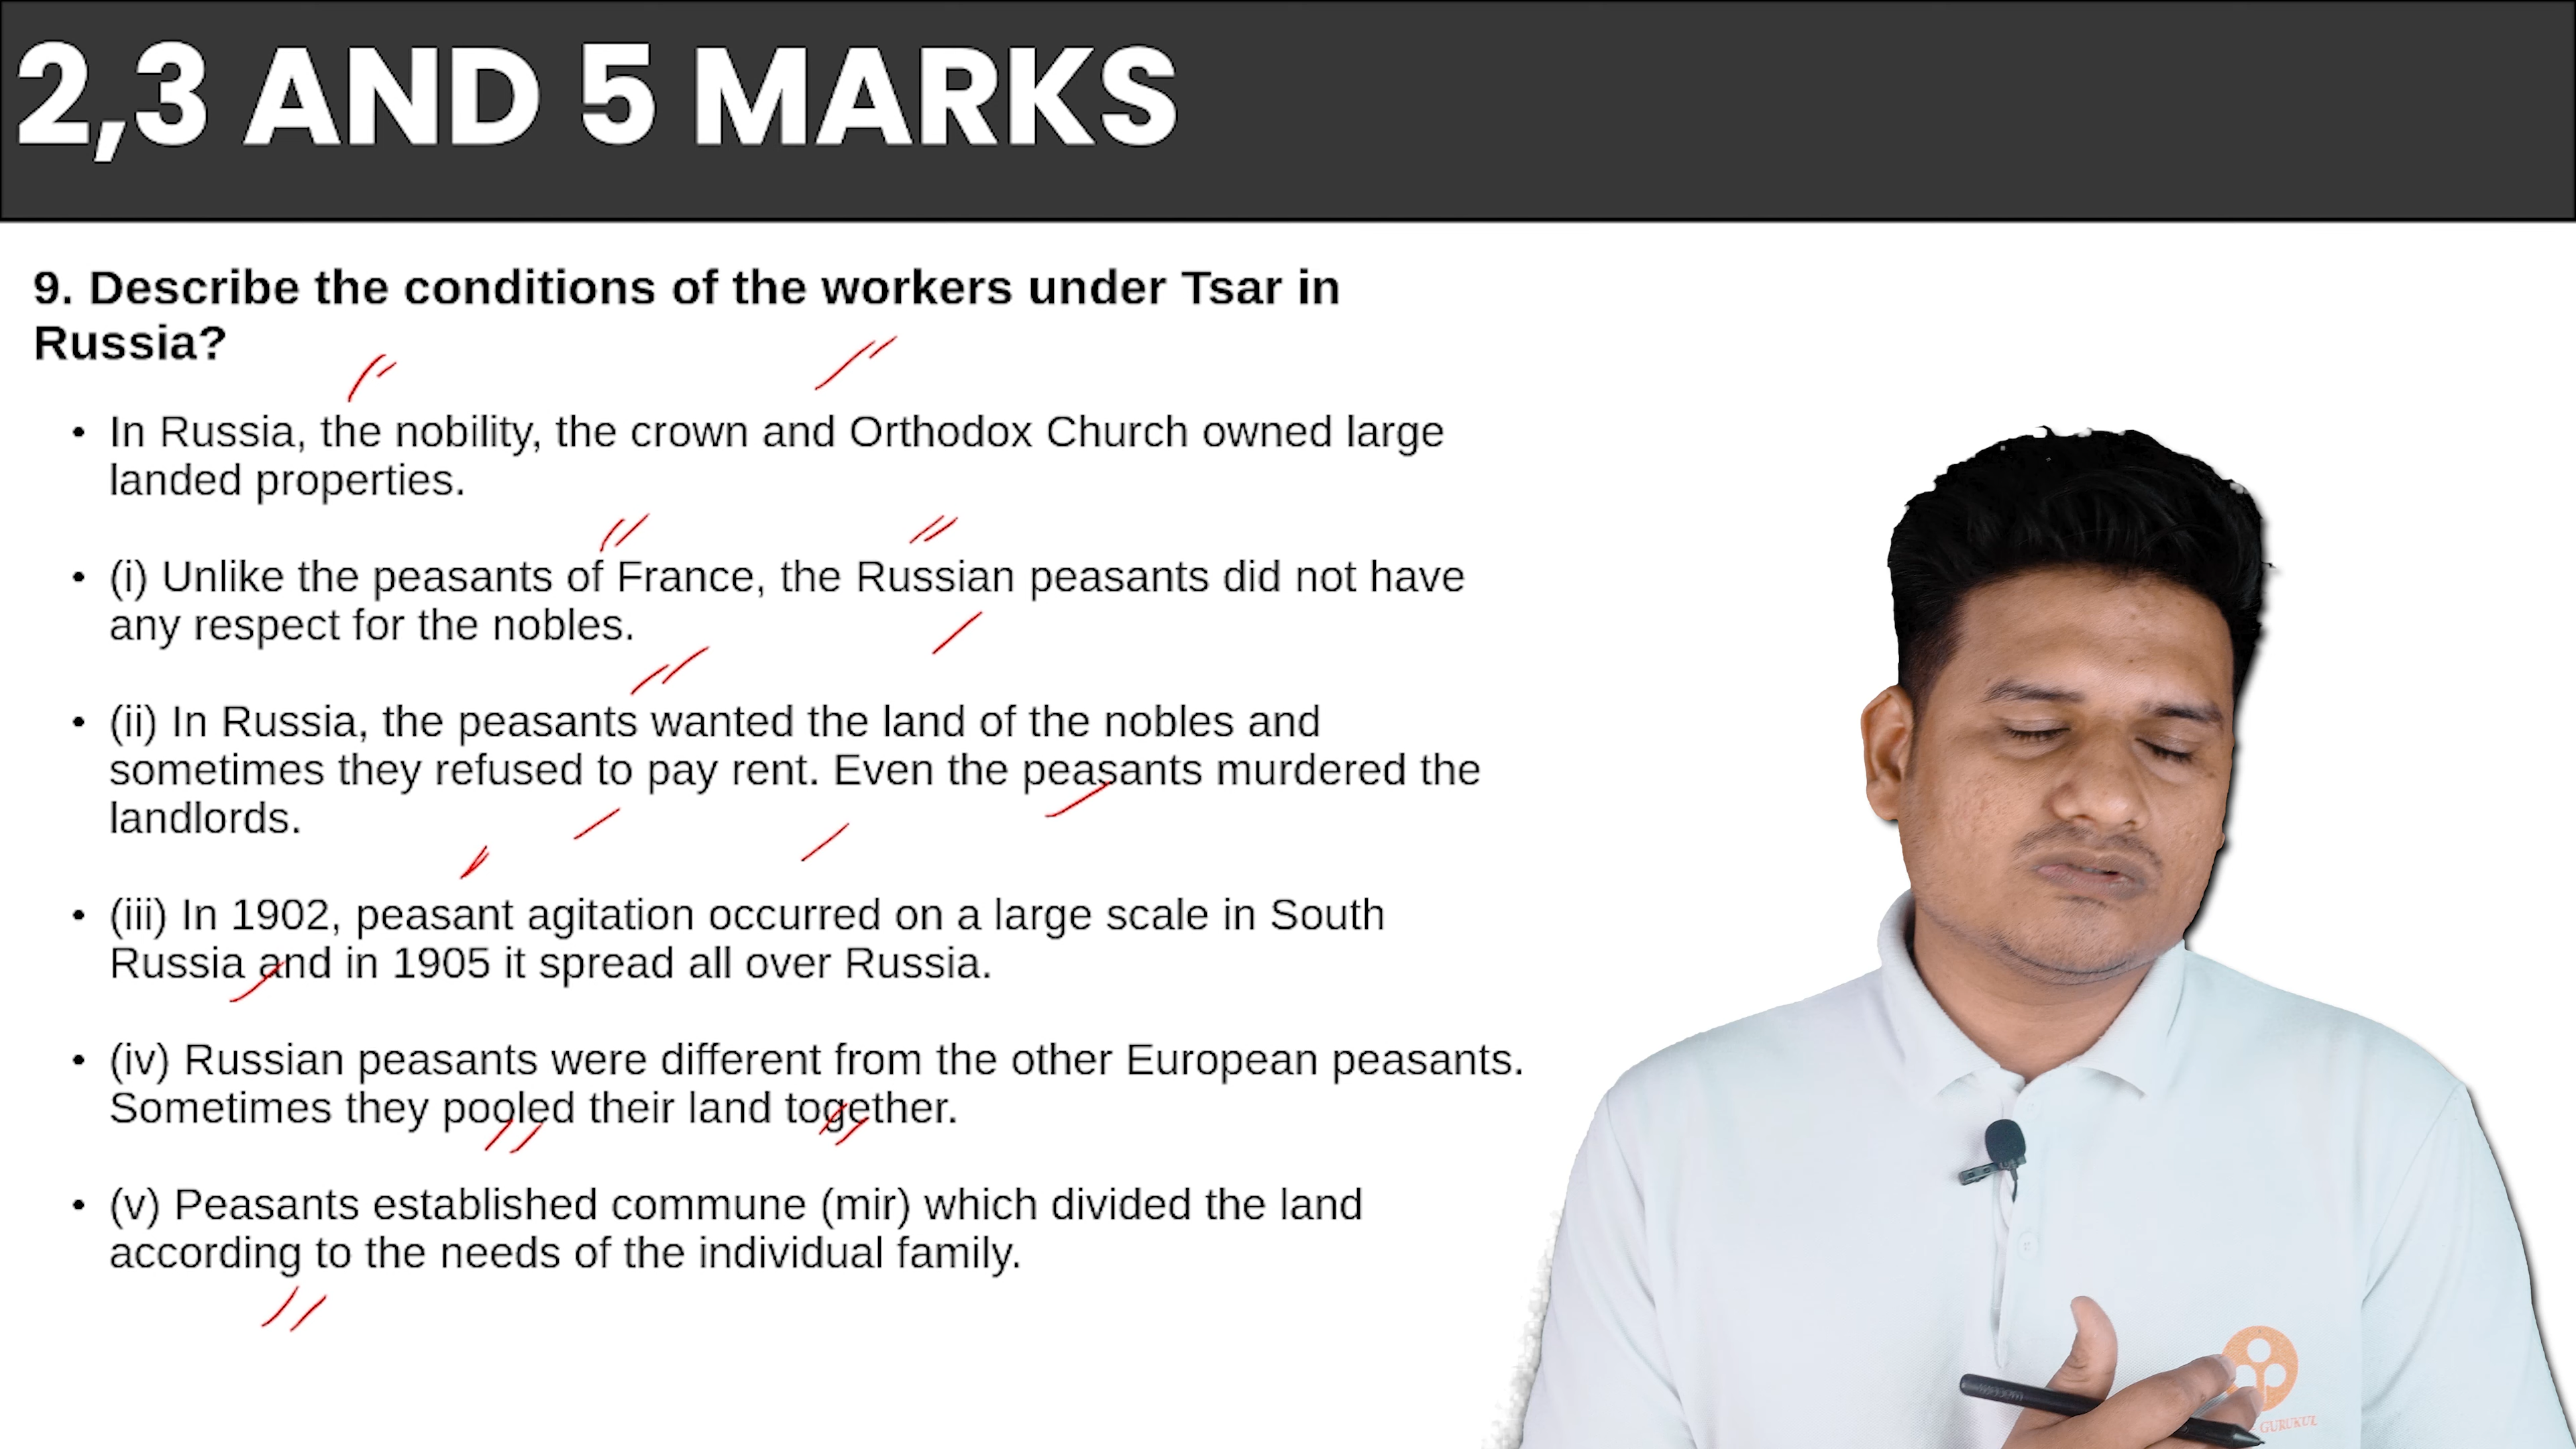 2,3 AND 5 MARKS
9. Describe the conditions of the workers under Tsar in
Russia?
• In Russia, the nobility, the crown and Orthodox Church owned large
landed properties.
• (i) Unlike the peasants of France, the Russian peasants did not have
any respect for the nobles.
• (ii) In Russia, the peasants wanted the land of the nobles and
sometimes they refused to pay rent. Even the peasants murdered the
landlords.
• (iii) In 1902, peasant agitation occurred on a large scale in South
Russia and in 1905 it spread all over Russia.
• (iv) Russian peasants were different from the other European peasants.
Sometimes they pooled their land together.
• (v) Peasants established commune (mir) which divided the land
according to the needs of the individual family.
GURUKUL